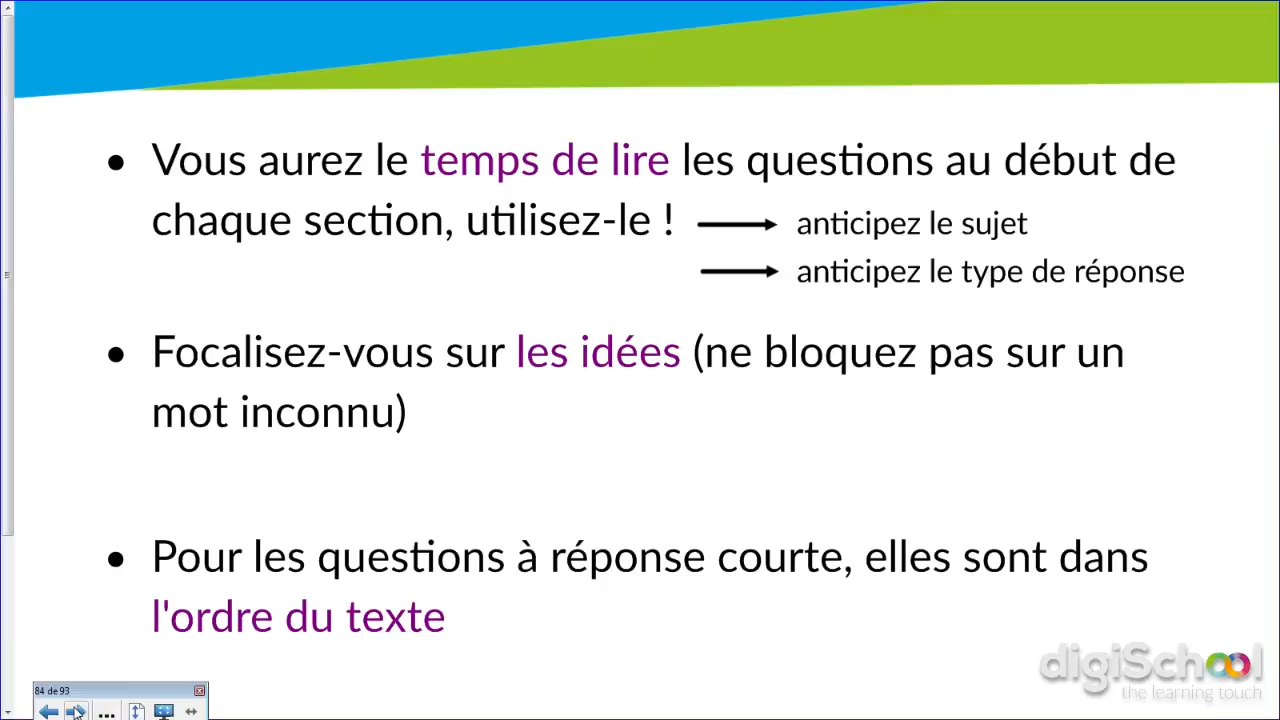 • Vous aurez le temps de lire les questions au début de
chaque section, utilisez-le !
anticipez le sujet
anticipez le type de réponse
• Focalisez-vous sur les idées (ne bloquez pas sur un
mot inconnu)
• Pour les questions à réponse courte, elles sont dans
l'ordre du texte
digiSchool
the learning touch
84 de 93